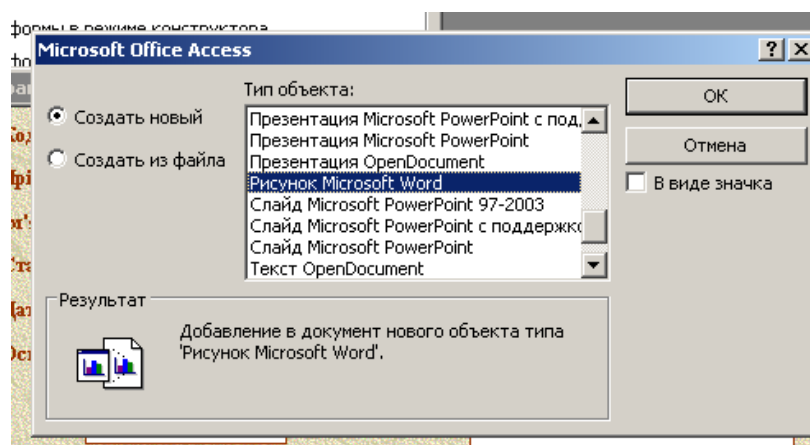 формы в режиме конструктора
Microsoft Office Access
Тип объекта:
Создать новый
Создать из файла
Презентация Microsoft PowerPoint с под
Презентация Microsoft PowerPoint
Презентация OpenDocument
Рисунок Microsoft Word
Слайд Microsoft PowerPoint 97-2003
Слайд Microsoft PowerPoint с поддержко
Слайд Microsoft PowerPoint
Текст OpenDocument
OK
Отмена
В виде значка
Результат
Добавление в документ нового объекта типа
'Рисунок Microsoft Word'.